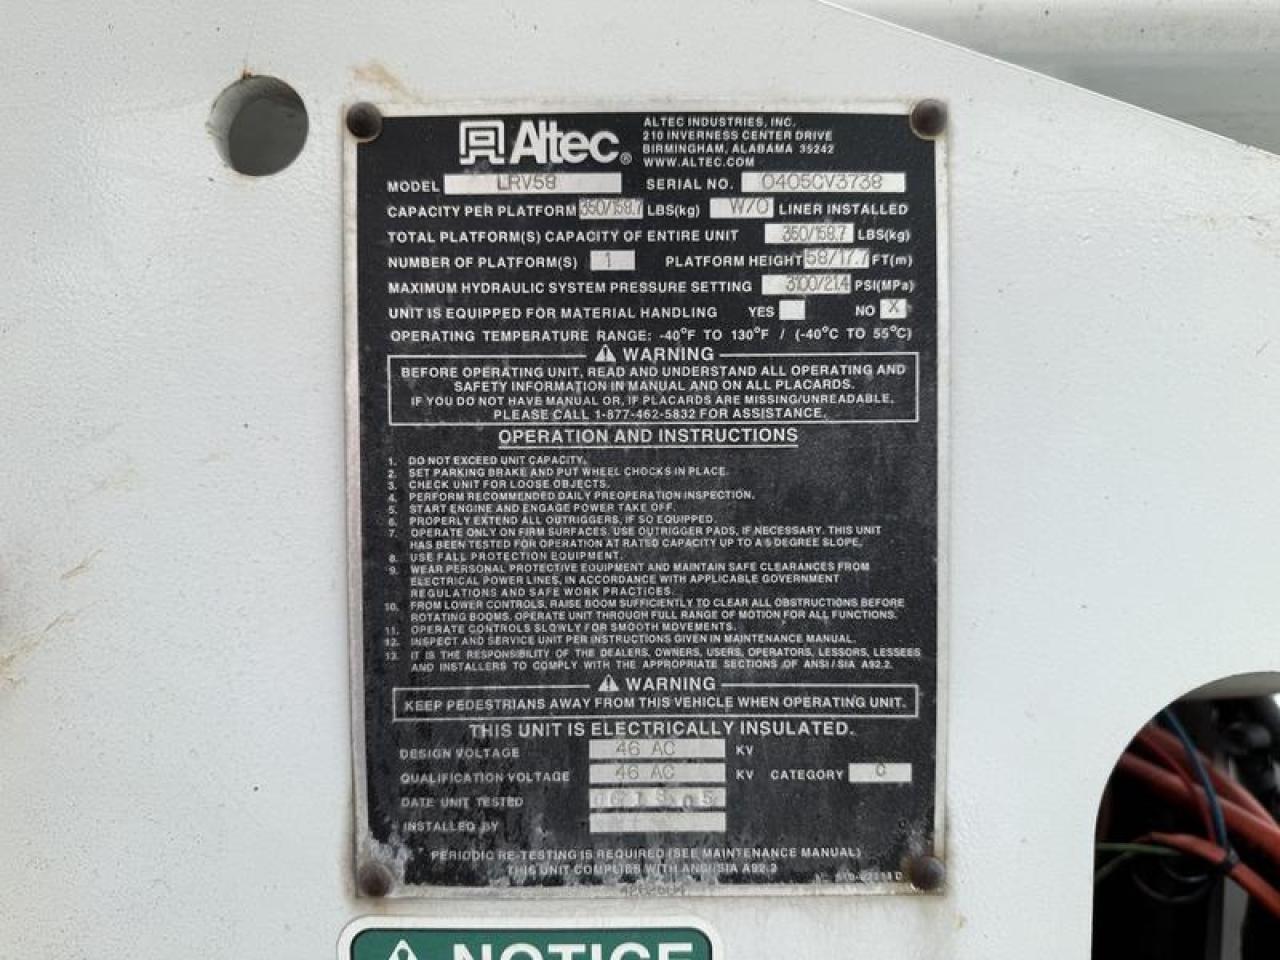 Altec®
ALTEC INDUSTRIES, INC.
210 INVERNESS CENTER DRIVE
BIRMINGHAM, ALABAMA 35242
WWW.ALTEC.COM
MODEL LRV58 SERIAL NO. 0405CV3738
CAPACITY PER PLATFORM 350/158.7 LBS(kg) W/O LINER INSTALLED
TOTAL PLATFORM(S) CAPACITY OF ENTIRE UNIT 350/158.7 LBS(kg)
NUMBER OF PLATFORM(S) 1 PLATFORM HEIGHT 58/17.7 FT(m)
MAXIMUM HYDRAULIC SYSTEM PRESSURE SETTING 3100/21.4 PSI(MPa)
UNIT IS EQUIPPED FOR MATERIAL HANDLING YES NO X
OPERATING TEMPERATURE RANGE: -40°F TO 130°F / (-40°C TO 55°C)
WARNING
BEFORE OPERATING UNIT, READ AND UNDERSTAND ALL OPERATING AND
SAFETY INFORMATION IN MANUAL AND ON ALL PLACARDS.
IF YOU DO NOT HAVE MANUAL OR, IF PLACARDS ARE MISSING/UNREADABLE,
PLEASE CALL 1-877-462-5832 FOR ASSISTANCE.
OPERATION AND INSTRUCTIONS
1. DO NOT EXCEED UNIT CAPACITY.
2. SET PARKING BRAKE AND PUT WHEEL CHOCKS IN PLACE.
3. CHECK UNIT FOR LOOSE OBJECTS.
4. PERFORM RECOMMENDED DAILY PREOPERATION INSPECTION.
5. START ENGINE AND ENGAGE POWER TAKE OFF.
6. PROPERLY EXTEND ALL OUTRIGGERS, IF SO EQUIPPED.
7. OPERATE ONLY ON FIRM SURFACES. USE OUTRIGGER PADS, IF NECESSARY. THIS UNIT
HAS BEEN TESTED FOR OPERATION AT RATED CAPACITY UP TO A 5 DEGREE SLOPE.
8. USE FALL PROTECTION EQUIPMENT.
9. WEAR PERSONAL PROTECTIVE EQUIPMENT AND MAINTAIN SAFE CLEARANCES FROM
ELECTRICAL POWER LINES, IN ACCORDANCE WITH APPLICABLE GOVERNMENT
REGULATIONS AND SAFE WORK PRACTICES.
10. FROM LOWER CONTROLS, RAISE BOOM SUFFICIENTLY TO CLEAR ALL OBSTRUCTIONS BEFORE
ROTATING BOOMS. OPERATE UNIT THROUGH FULL RANGE OF MOTION FOR ALL FUNCTIONS.
11. OPERATE CONTROLS SLOWLY FOR SMOOTH MOVEMENTS.
12. INSPECT AND SERVICE UNIT PER INSTRUCTIONS GIVEN IN MAINTENANCE MANUAL.
13. IT IS THE RESPONSIBILITY OF THE DEALERS, OWNERS, USERS, OPERATORS, LESSORS, LESSEES
AND INSTALLERS TO COMPLY WITH THE APPROPRIATE SECTIONS OF ANSI/SIA A92.2.
WARNING
KEEP PEDESTRIANS AWAY FROM THIS VEHICLE WHEN OPERATING UNIT.
THIS UNIT IS ELECTRICALLY INSULATED.
DESIGN VOLTAGE 46 AC KV
QUALIFICATION VOLTAGE 46 AC KV CATEGORY C
DATE UNIT TESTED
INSTALLED BY
PERIODIC RE-TESTING IS REQUIRED (SEE MAINTENANCE MANUAL)
THIS UNIT COMPLIES WITH ANSI/SIA A92.2
NOTICE